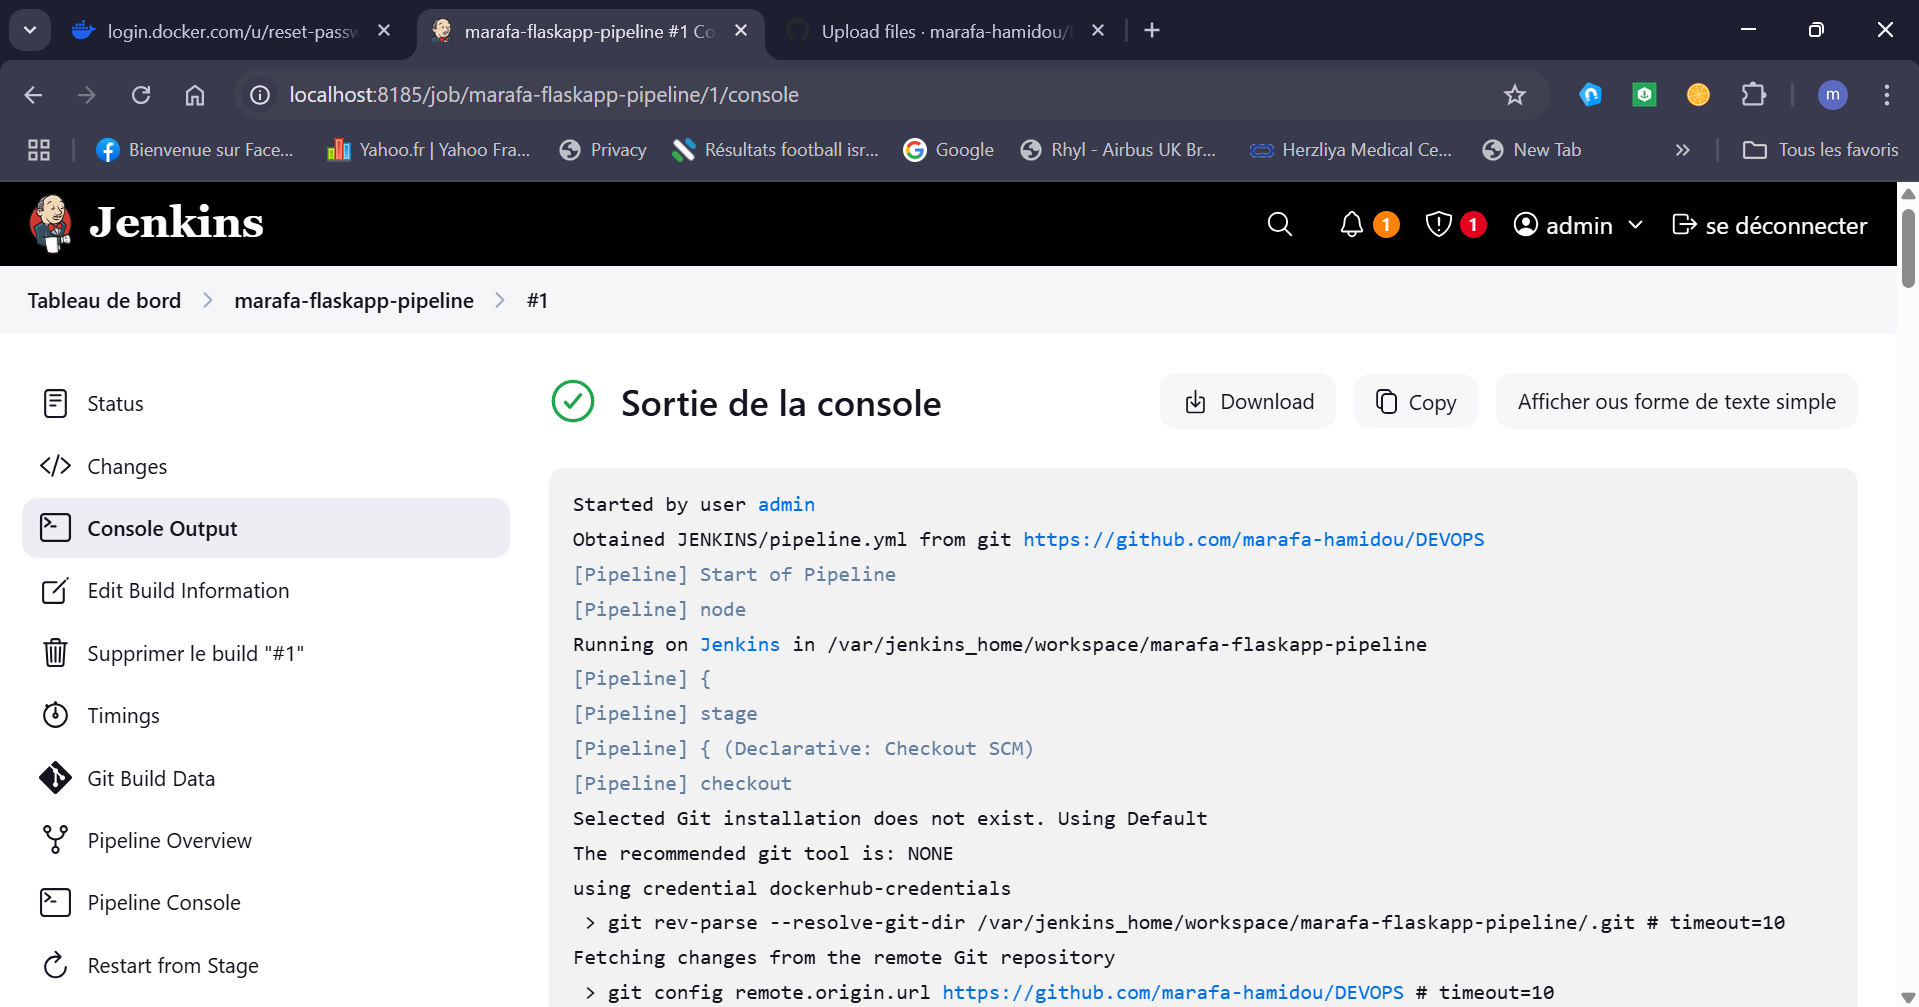 login.docker.com/u/reset-passw
marafa-flaskapp-pipeline #1 Co
Upload files · marafa-hamidou/
localhost:8185/job/marafa-flaskapp-pipeline/1/console
m
Bienvenue sur Face...
Yahoo.fr | Yahoo Fra...
Privacy
Résultats football isr...
Google
Rhyl - Airbus UK Br...
Herzliya Medical Ce...
New Tab
Tous les favoris
Jenkins
1
1
admin
se déconnecter
Tableau de bord
marafa-flaskapp-pipeline
#1
Status
Changes
Console Output
Edit Build Information
Supprimer le build "#1"
Timings
Git Build Data
Pipeline Overview
Pipeline Console
Restart from Stage
Sortie de la console
Download
Copy
Afficher ous forme de texte simple
Started by user admin
Obtained JENKINS/pipeline.yml from git https://github.com/marafa-hamidou/DEVOPS
[Pipeline] Start of Pipeline
[Pipeline] node
Running on Jenkins in /var/jenkins_home/workspace/marafa-flaskapp-pipeline
[Pipeline] {
[Pipeline] stage
[Pipeline] { (Declarative: Checkout SCM)
[Pipeline] checkout
Selected Git installation does not exist. Using Default
The recommended git tool is: NONE
using credential dockerhub-credentials
> git rev-parse --resolve-git-dir /var/jenkins_home/workspace/marafa-flaskapp-pipeline/.git # timeout=10
Fetching changes from the remote Git repository
> git config remote.origin.url https://github.com/marafa-hamidou/DEVOPS # timeout=10